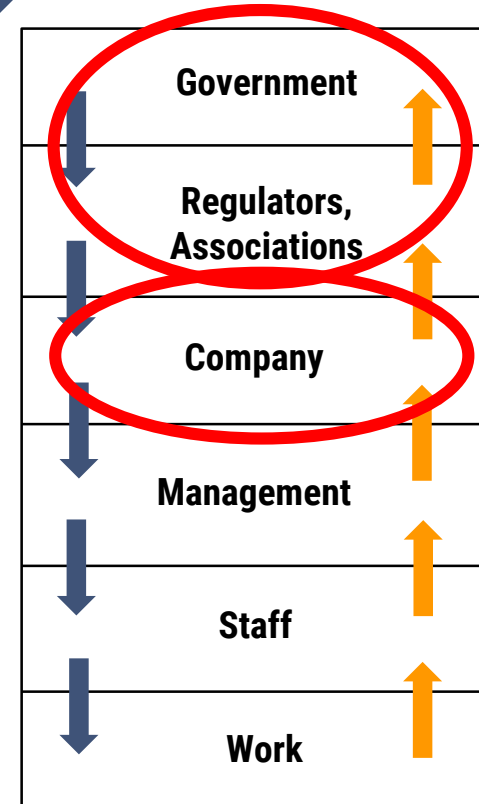 Government
Regulators,
Associations
Company
Management
Staff
Work